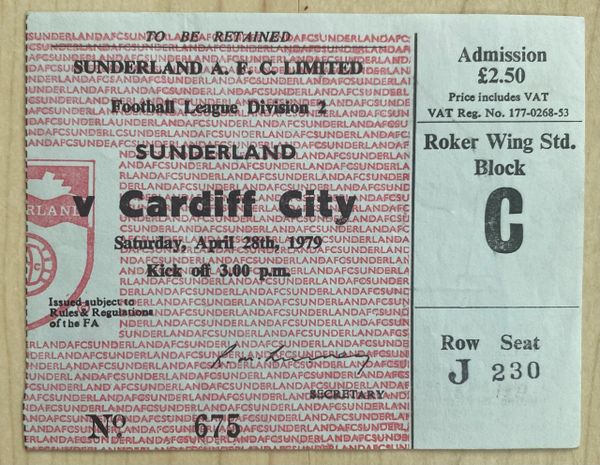 TO BE RETAINED
SUNDERLAND A. F. C. LIMITED
Football League Division 2
SUNDERLAND
v Cardiff City
Saturday, April 28th, 1979
Kick off 3.00 p.m.
Issued subject to
Rules & Regulations
of the FA
SECRETARY
No 675
Admission
£2.50
Price includes VAT
VAT Reg. No. 177-0268-53
Roker Wing Std.
Block
C
Row Seat
J 230